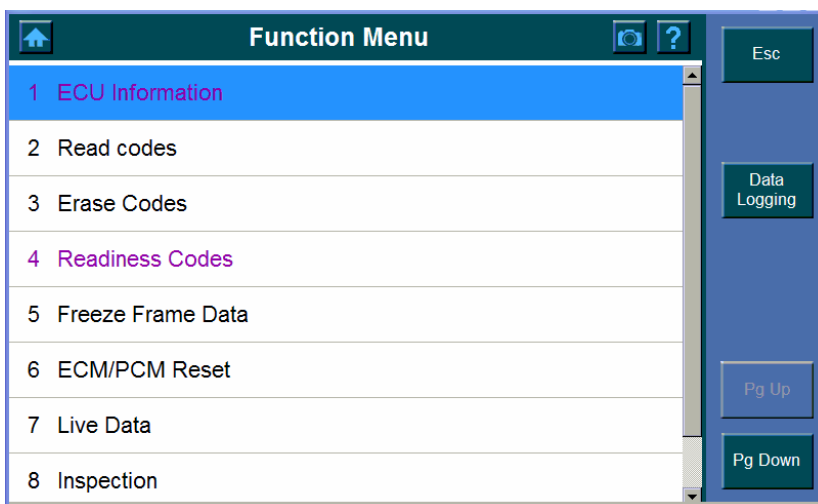 Function Menu
?
Esc
1 ECU Information
2 Read codes
3 Erase Codes
4 Readiness Codes
5 Freeze Frame Data
6 ECM/PCM Reset
7 Live Data
8 Inspection
Data
Logging
Pg Up
Pg Down